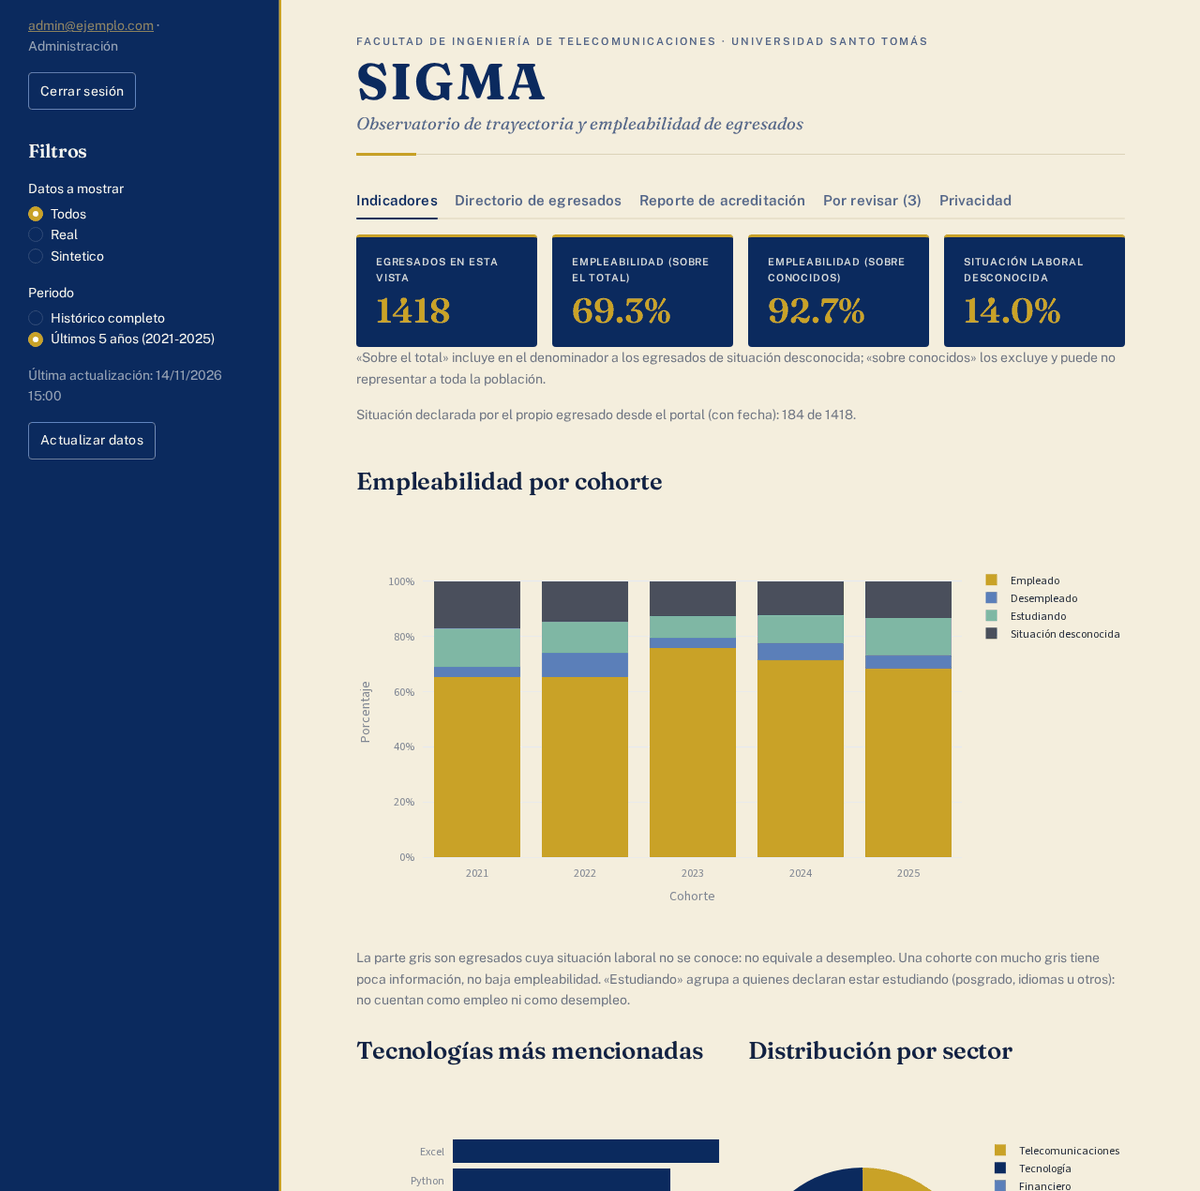 admin@ejemplo.com ·
Administración
Cerrar sesión
Filtros
Datos a mostrar
Todos
Real
Sintetico
Periodo
Histórico completo
Últimos 5 años (2021-2025)
Última actualización: 14/11/2026
15:00
Actualizar datos
FACULTAD DE INGENIERÍA DE TELECOMUNICACIONES · UNIVERSIDAD SANTO TOMÁS
SIGMA
Observatorio de trayectoria y empleabilidad de egresados
Indicadores
Directorio de egresados
Reporte de acreditación
Por revisar (3)
Privacidad
EGRESADOS EN ESTA
VISTA
1418
EMPLEABILIDAD (SOBRE
EL TOTAL)
69.3%
EMPLEABILIDAD (SOBRE
CONOCIDOS)
92.7%
SITUACIÓN LABORAL
DESCONOCIDA
14.0%
«Sobre el total» incluye en el denominador a los egresados de situación desconocida; «sobre conocidos» los excluye y puede no
representar a toda la población.
Situación declarada por el propio egresado desde el portal (con fecha): 184 de 1418.
Empleabilidad por cohorte
100%
80%
60%
40%
20%
0%
Porcentaje
2021
2022
2023
2024
2025
Cohorte
Empleado
Desempleado
Estudiando
Situación desconocida
La parte gris son egresados cuya situación laboral no se conoce: no equivale a desempleo. Una cohorte con mucho gris tiene
poca información, no baja empleabilidad. «Estudiando» agrupa a quienes declaran estar estudiando (posgrado, idiomas u otros):
no cuentan como empleo ni como desempleo.
Tecnologías más mencionadas
Excel
Python
Distribución por sector
Telecomunicaciones
Tecnología
Financiero